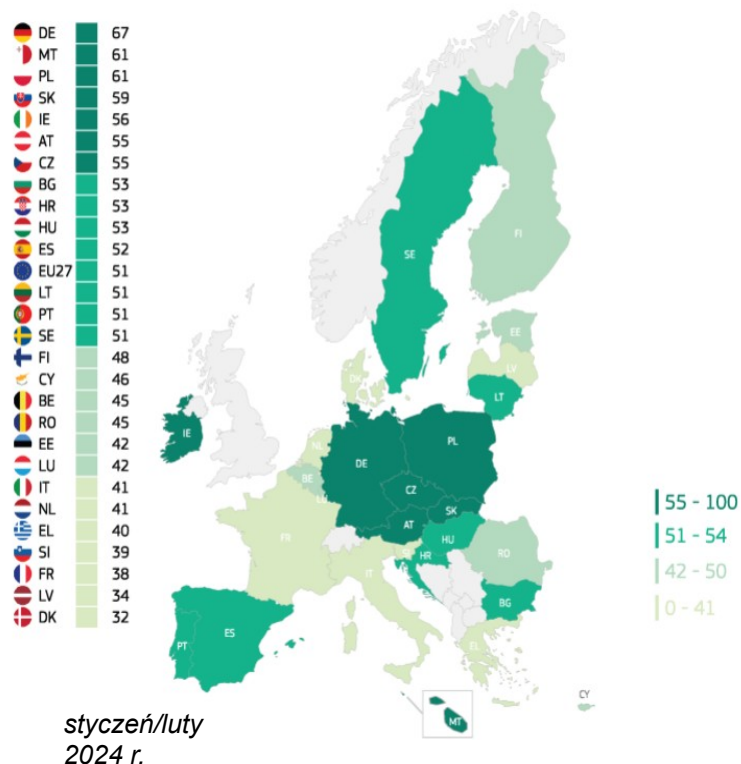 DE 67
MT 61
PL 61
SK 59
IE 56
AT 55
CZ 55
BG 53
HR 53
HU 53
ES 52
EU27 51
LT 51
PT 51
SE 51
FI 48
CY 46
BE 45
RO 45
EE 42
LU 42
IT 41
NL 41
EL 40
SI 39
FR 38
LV 34
DK 32
FI
SE
EE
LV
DK
LT
IE
NL
PL
DE
BE
CZ
LU
SK
AT
HU
FR
SI
HR
RO
IT
BG
ES
PT
EL
CY
MT
55 - 100
51 - 54
42 - 50
0 - 41
styczeń/luty
2024 r.